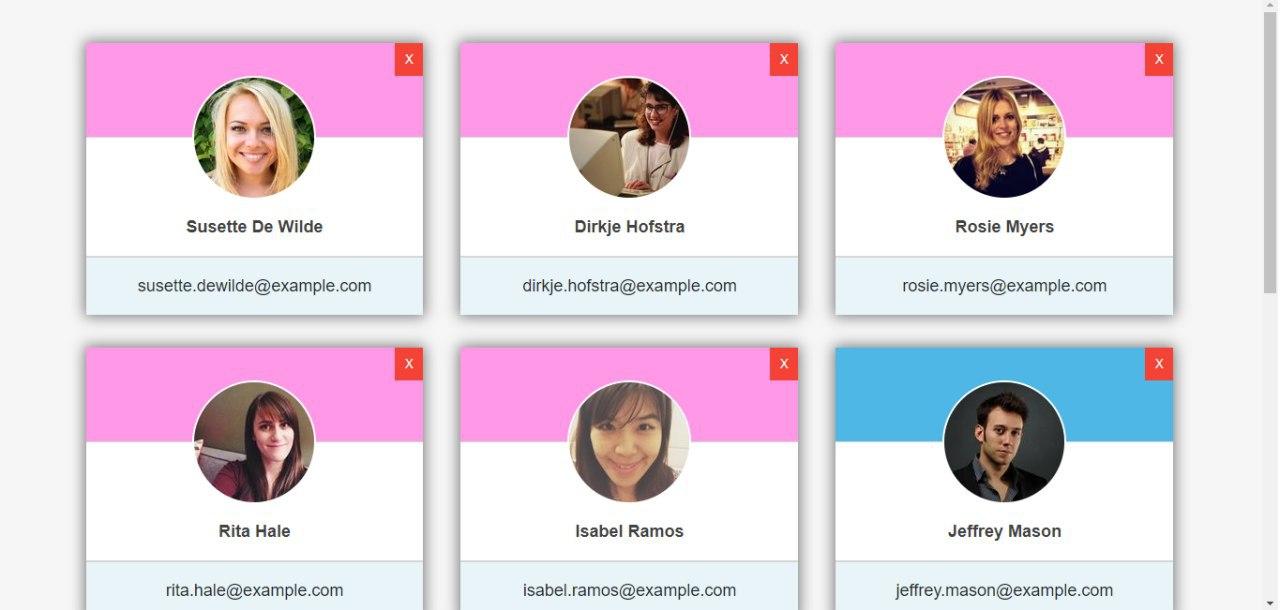 X
X
X
Susette De Wilde
Dirkje Hofstra
Rosie Myers
susette.dewilde@example.com
dirkje.hofstra@example.com
rosie.myers@example.com
X
X
X
Rita Hale
Isabel Ramos
Jeffrey Mason
rita.hale@example.com
isabel.ramos@example.com
jeffrey.mason@example.com